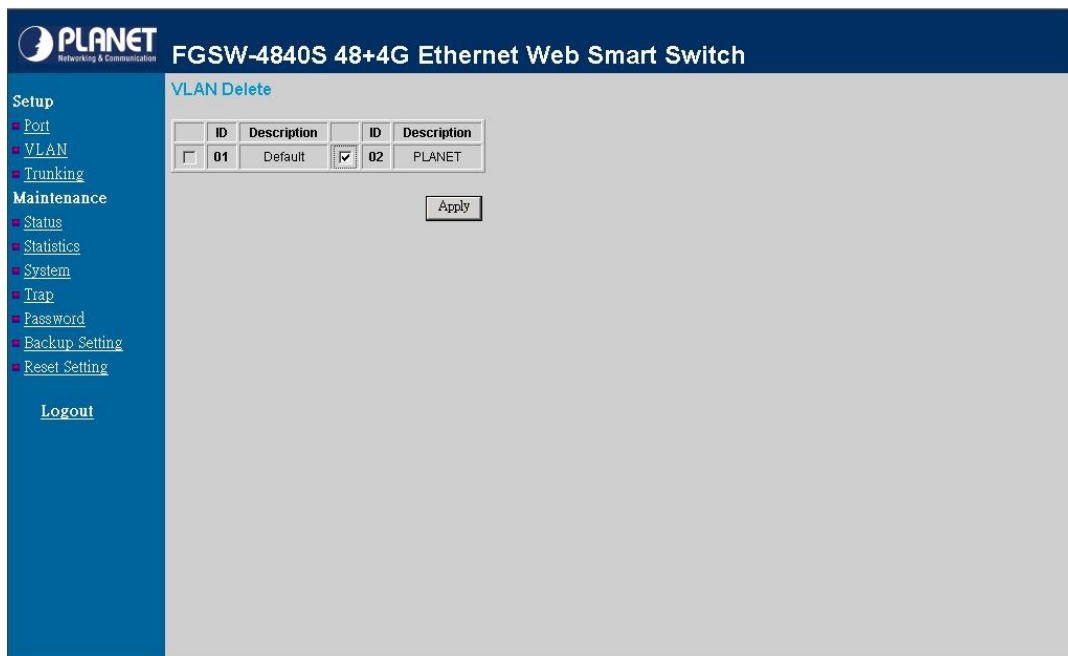 PLANET
Networking & Communication
FGSW-4840S 48+4G Ethernet Web Smart Switch
Setup
Port
VLAN
Trunking
Maintenance
Status
Statistics
System
Trap
Password
Backup Setting
Reset Setting
Logout
VLAN Delete
ID Description ID Description
01 Default 02 PLANET
Apply